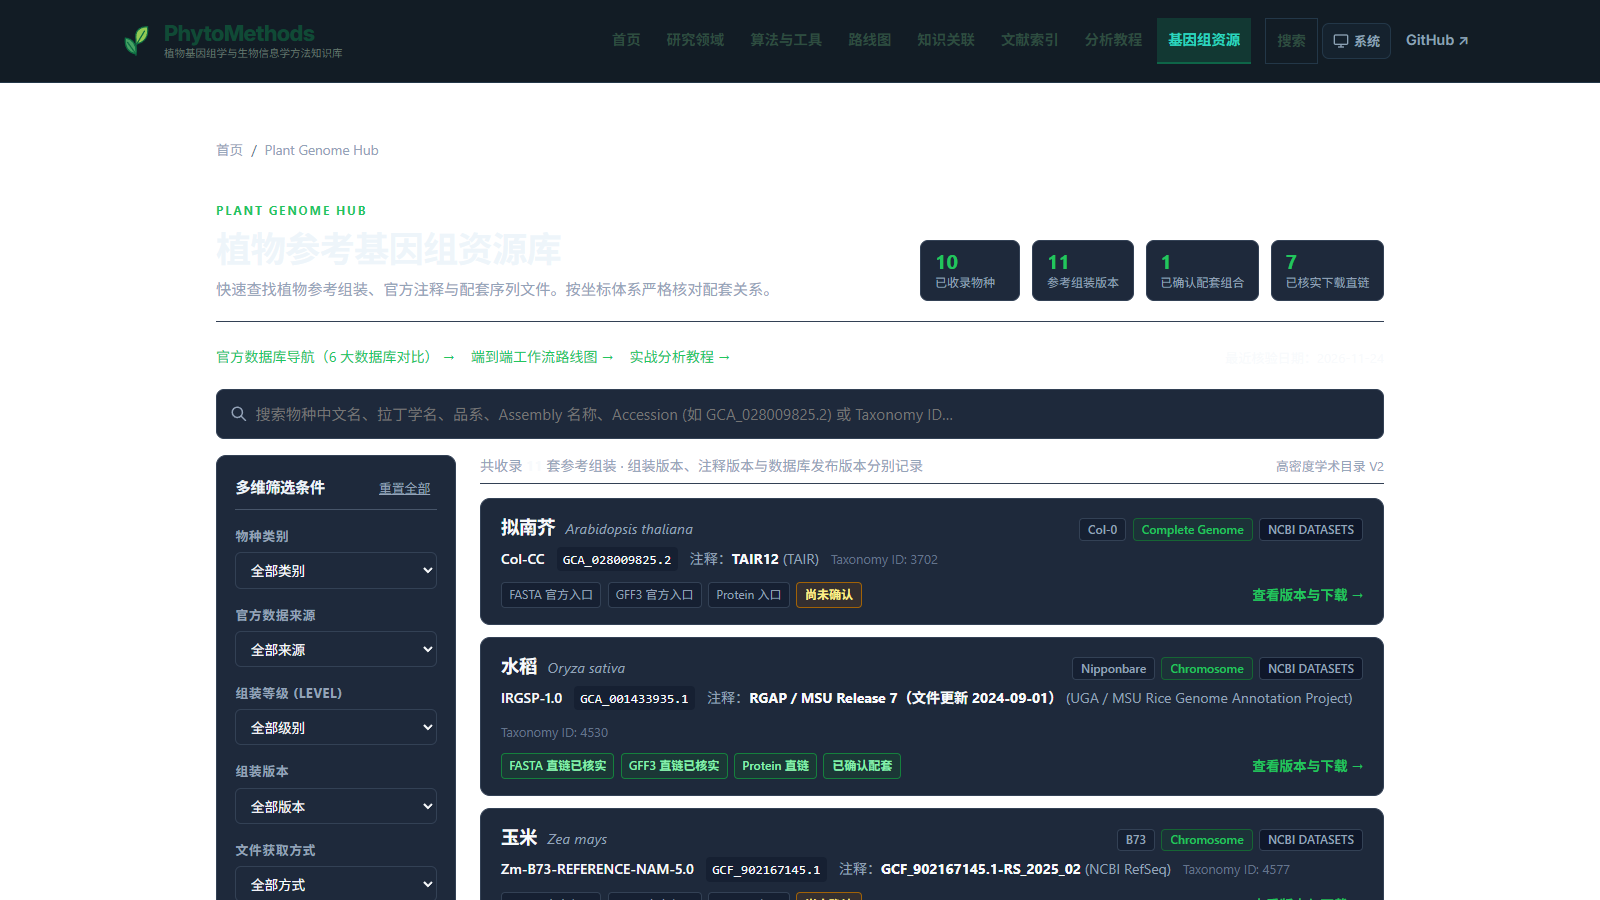 PhytoMethods
植物基因组学与生物信息学方法知识库
首页 研究领域 算法与工具 路线图 知识关联 文献索引 分析教程 基因组资源 搜索 系统 GitHub ↗
首页 / Plant Genome Hub
PLANT GENOME HUB
植物参考基因组资源库
快速查找植物参考组装、官方注释与配套序列文件。按坐标体系严格核对配套关系。
10 已收录物种
11 参考组装版本
1 已确认配套组合
7 已核实下载直链
官方数据库导航（6 大数据库对比） → 端到端工作流路线图 → 实战分析教程 →
搜索物种中文名、拉丁学名、品系、Assembly 名称、Accession (如 GCA_028009825.2) 或 Taxonomy ID...
多维筛选条件 重置全部
物种类别
全部类别
官方数据来源
全部来源
组装等级 (LEVEL)
全部级别
组装版本
全部版本
文件获取方式
全部方式
共收录 11 套参考组装 · 组装版本、注释版本与数据库发布版本分别记录 高密度学术目录 V2
拟南芥 Arabidopsis thaliana Col-0 Complete Genome NCBI DATASETS
Col-CC GCA_028009825.2 注释：TAIR12 (TAIR) Taxonomy ID: 3702
FASTA 官方入口 GFF3 官方入口 Protein 入口 尚未确认 查看版本与下载 →
水稻 Oryza sativa Nipponbare Chromosome NCBI DATASETS
IRGSP-1.0 GCA_001433935.1 注释：RGAP / MSU Release 7（文件更新 2024-09-01） (UGA / MSU Rice Genome Annotation Project)
Taxonomy ID: 4530
FASTA 直链已核实 GFF3 直链已核实 Protein 直链 已确认配套 查看版本与下载 →
玉米 Zea mays B73 Chromosome NCBI DATASETS
Zm-B73-REFERENCE-NAM-5.0 GCF_902167145.1 注释：GCF_902167145.1-RS_2025_02 (NCBI RefSeq) Taxonomy ID: 4577